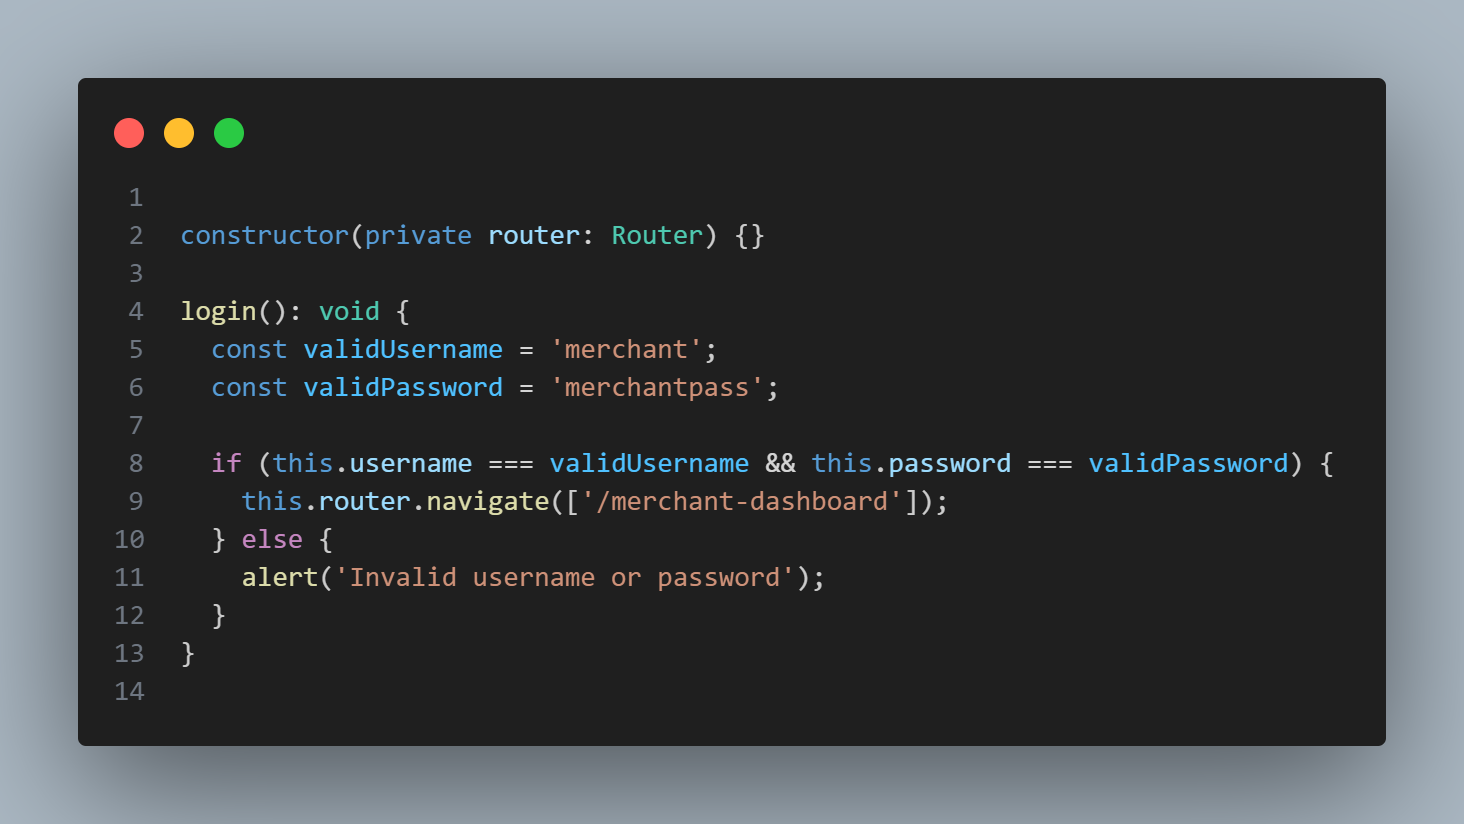 1
2 constructor(private router: Router) {}
3
4 login(): void {
5   const validUsername = 'merchant';
6   const validPassword = 'merchantpass';
7
8   if (this.username === validUsername && this.password === validPassword) {
9     this.router.navigate(['/merchant-dashboard']);
10   } else {
11     alert('Invalid username or password');
12   }
13 }
14